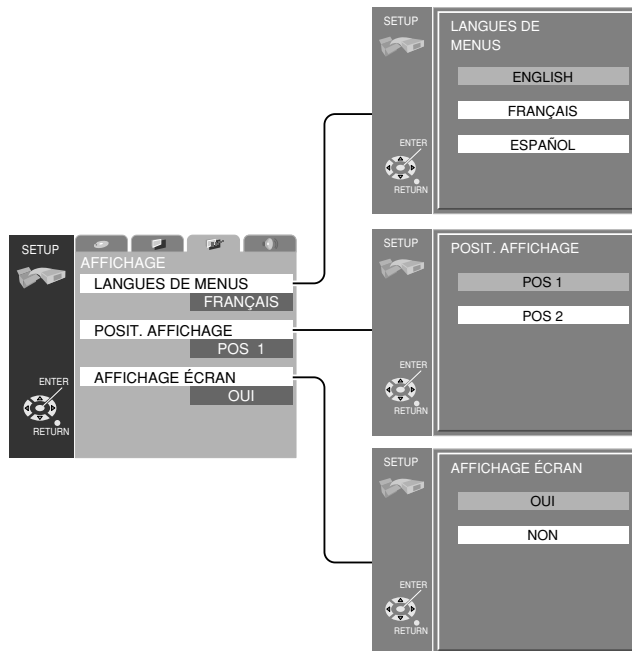 SETUP
AFFICHAGE
LANGUES DE MENUS
FRANÇAIS
POSIT. AFFICHAGE
POS 1
AFFICHAGE ÉCRAN
OUI
ENTER
RETURN
SETUP
LANGUES DE
MENUS
ENGLISH
FRANÇAIS
ESPAÑOL
ENTER
RETURN
SETUP
POSIT. AFFICHAGE
POS 1
POS 2
ENTER
RETURN
SETUP
AFFICHAGE ÉCRAN
OUI
NON
ENTER
RETURN